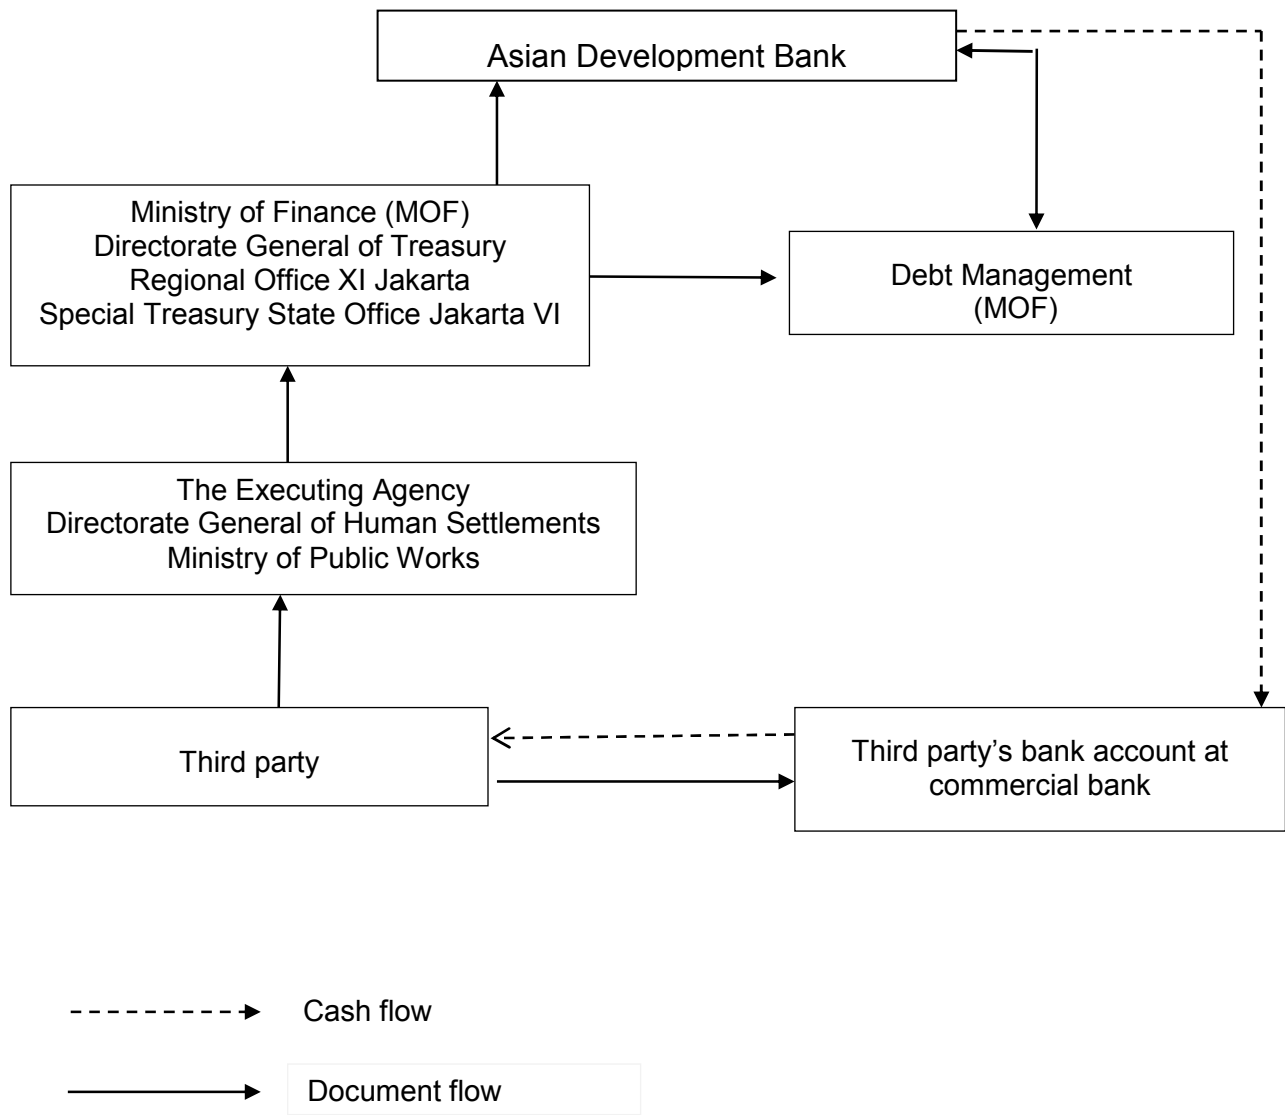 Asian Development Bank
Ministry of Finance (MOF)
Directorate General of Treasury
Regional Office XI Jakarta
Special Treasury State Office Jakarta VI
Debt Management
(MOF)
The Executing Agency
Directorate General of Human Settlements
Ministry of Public Works
Third party
Third party’s bank account at
commercial bank
Cash flow
Document flow